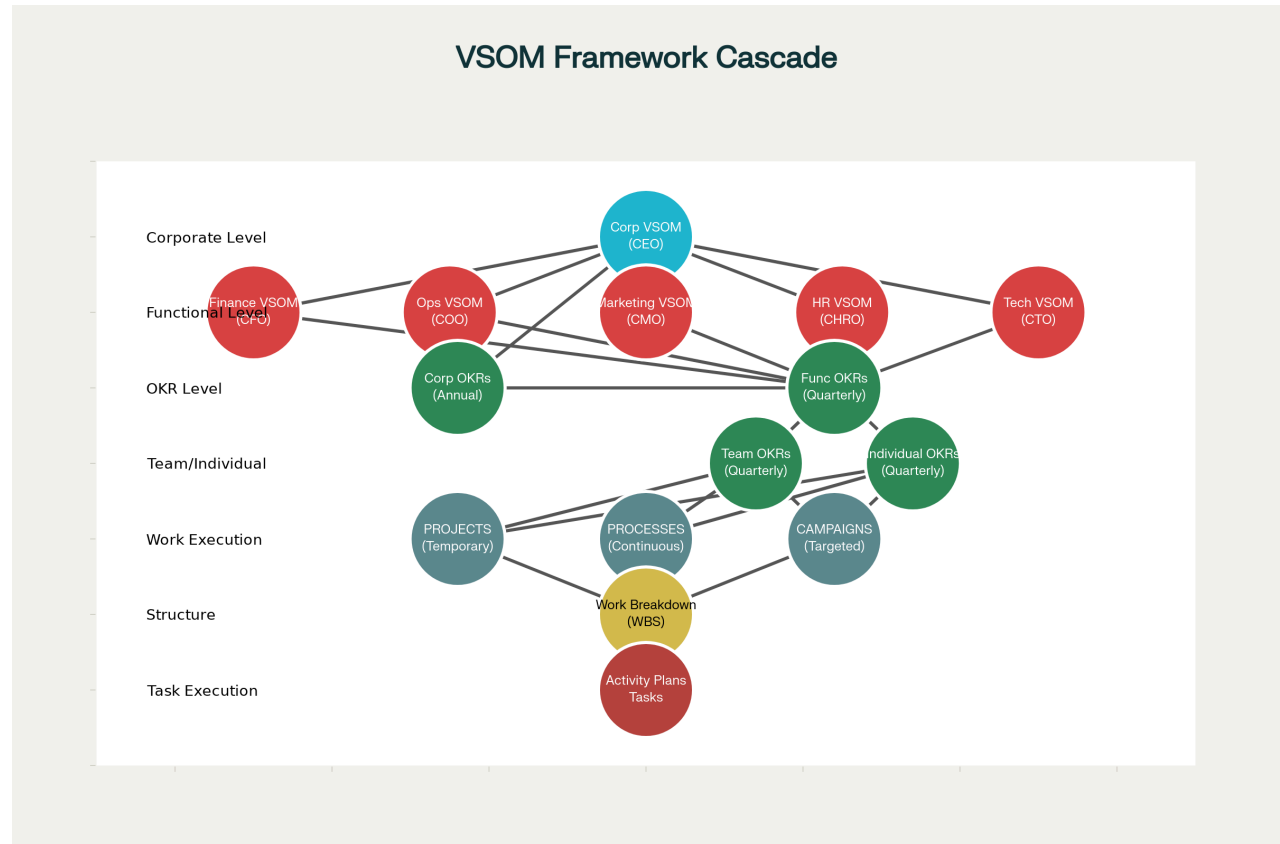 VSOM Framework Cascade
Corporate Level
Corp VSOM
(CEO)
Functional Level
Finance VSOM
(CFO)
Ops VSOM
(COO)
Marketing VSOM
(CMO)
HR VSOM
(CHRO)
Tech VSOM
(CTO)
OKR Level
Corp OKRs
(Annual)
Func OKRs
(Quarterly)
Team/Individual
Team OKRs
(Quarterly)
Individual OKRs
(Quarterly)
Work Execution
PROJECTS
(Temporary)
PROCESSES
(Continuous)
CAMPAIGNS
(Targeted)
Structure
Work Breakdown
(WBS)
Task Execution
Activity Plans
Tasks